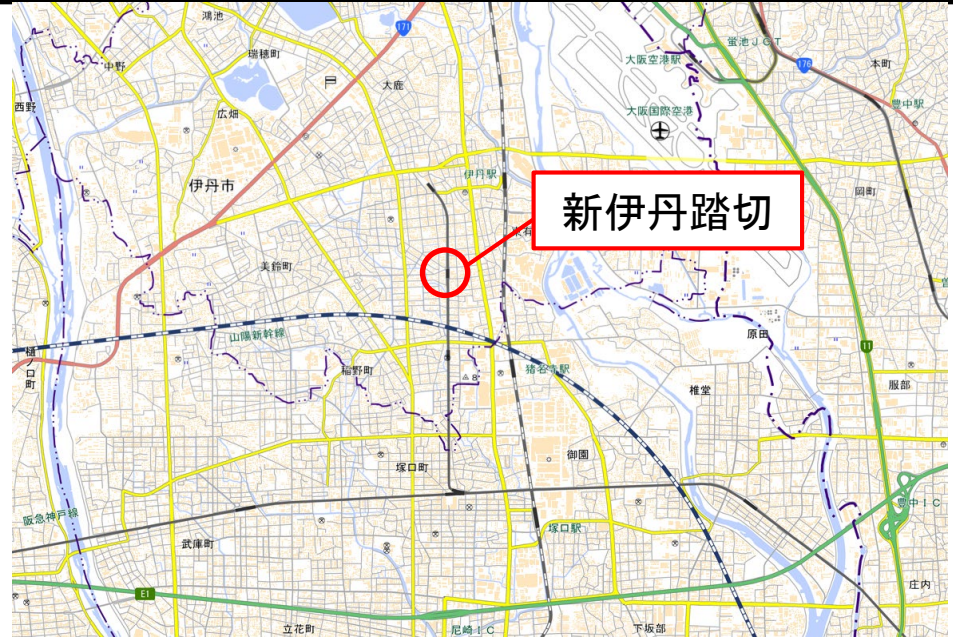 鴻池
171
瑞穂町
中野
大鹿
西野
広畑
大阪空港駅
蛍池JCT
176
本町
豊中駅
大阪国際空港
伊丹市
伊丹駅
岡町
新伊丹踏切
美鈴町
山陽新幹線
樋ノ口町
稲野町
8
猪名寺駅
原田
11
椎堂
服部
塚口町
御園
阪急神戸線
武庫町
塚口駅
豊中IC
E1
庄内
立花町
尼崎IC
下坂部